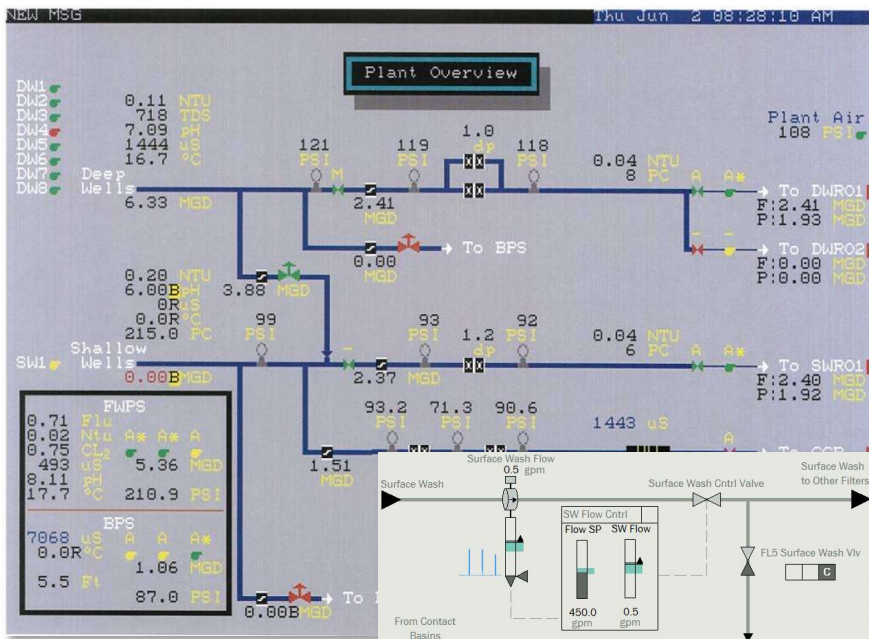 NEW MSG
Thu Jun 2 08:28:10 AM
Plant Overview
DW1
DW2
DW3
DW4
DW5
DW6
DW7
DW8
Deep
Wells
6.33 MGD
0.11 NTU
718 TDS
7.09 pH
1444 uS
16.7 °C
121
PSI
M
2.41
MGD
119
PSI
1.0
dp
118
PSI
0.04 NTU
8 PC
Plant Air
108 PSI
A A*
To DWRO1
F:2.41 MGD
P:1.93 MGD
- -
To DWRO2
F:0.00 MGD
P:0.00 MGD
0.00
MGD
To BPS
3.88 MGD
0.20 NTU
6.00B pH
0R uS
0.0R °C
215.0 PC
SW1
Shallow
Wells
0.00B MGD
99
PSI
-
2.37
MGD
93
PSI
1.2
dp
92
PSI
0.04 NTU
6 PC
A A*
To SWRO1
F:2.40 MGD
P:1.92 MGD
93.2
PSI
71.3
PSI
90.6
PSI
1443 uS
A
1.51
MGD
FWPS
0.71 Flu
0.02 Ntu A* A* A
0.75 CL2
493 uS 5.36 MGD
8.11 pH
17.7 °C 210.9 PSI
BPS
7068 uS A A A*
0.0R °C
1.06 MGD
5.5 Ft
87.0 PSI
0.00B MGD
To
Surface Wash
Surface Wash Flow
0.5
gpm
Surface Wash Cntrl Valve
Surface Wash
to Other Filters
SW Flow Cntrl
Flow SP SW Flow
450.0 0.5
gpm gpm
FL5 Surface Wash Vlv
C
From Contact
Basins